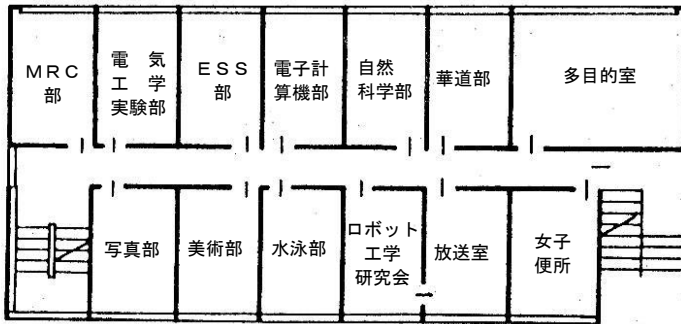 MRC
部
電 気
工 学
実験部
ESS
部
電子計
算機部
自然
科学部
華道部
多目的室
写真部
美術部
水泳部
ロボット
工学
研究会
放送室
女子
便所